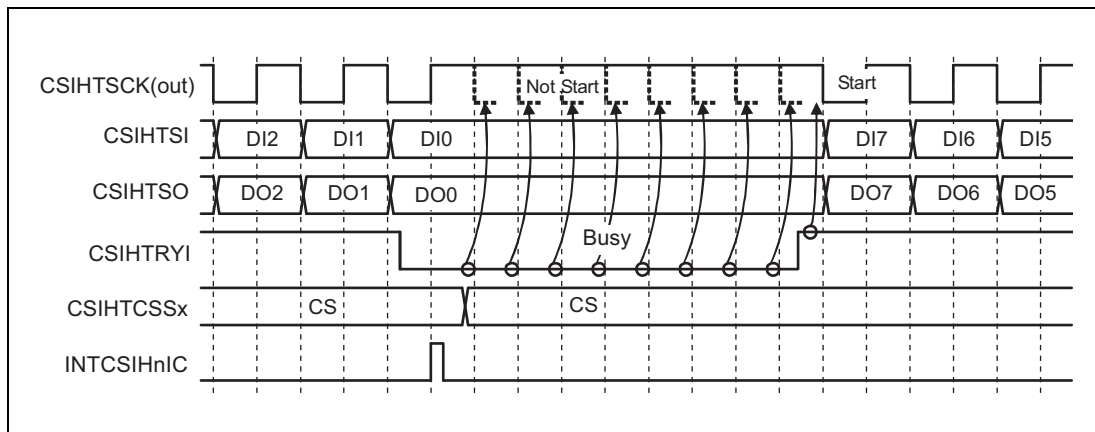 CSIHTSCK(out)
Not Start
Start
CSIHTSI
DI2
DI1
DI0
DI7
DI6
DI5
CSIHTSO
DO2
DO1
DO0
DO7
DO6
DO5
CSIHTRYI
Busy
CSIHTCSSx
CS
CS
INTCSIHnIC